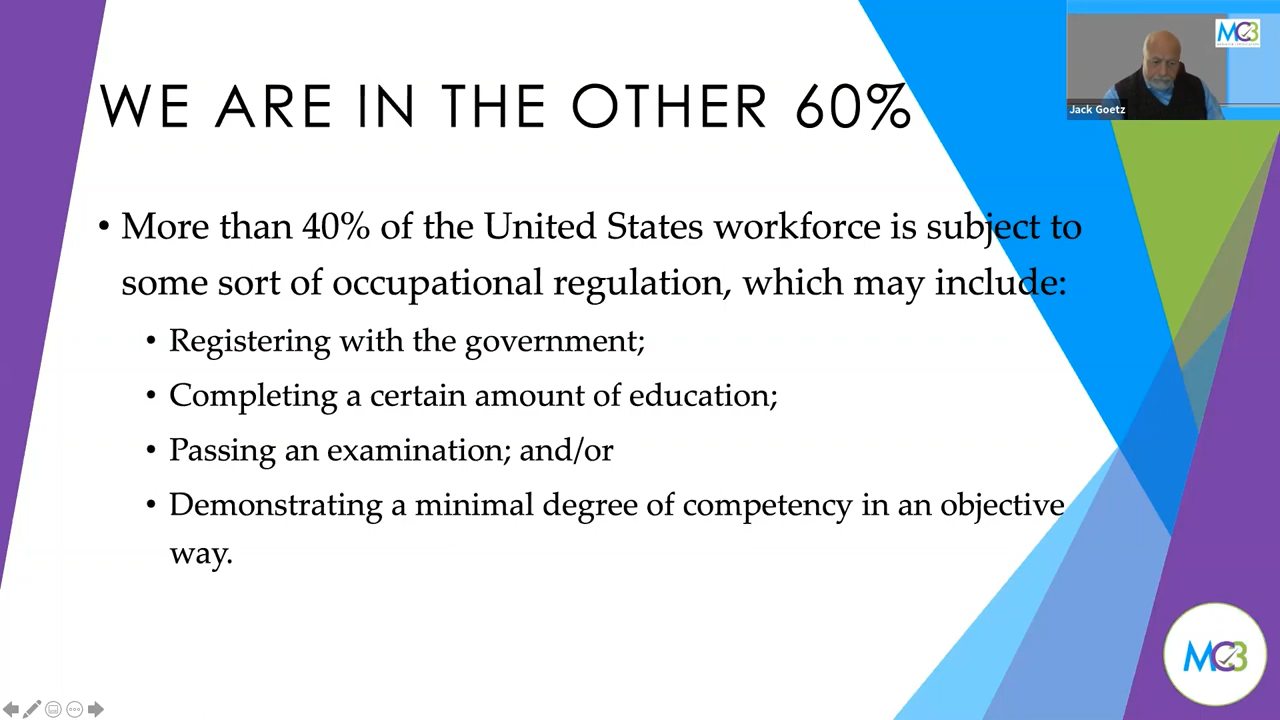 WE ARE IN THE OTHER 60%
MC3
Jack Goetz
• More than 40% of the United States workforce is subject to
some sort of occupational regulation, which may include:
• Registering with the government;
• Completing a certain amount of education;
• Passing an examination; and/or
• Demonstrating a minimal degree of competency in an objective
way.
MC3